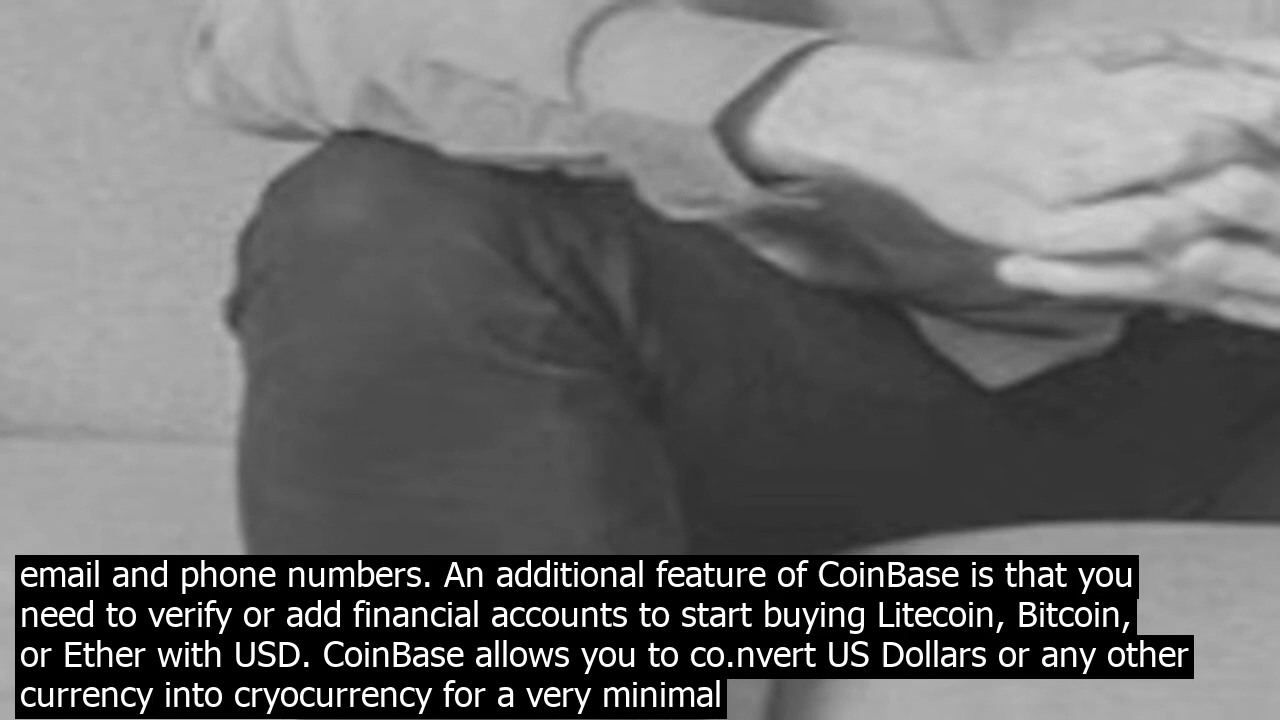 email and phone numbers. An additional feature of CoinBase is that you
need to verify or add financial accounts to start buying Litecoin, Bitcoin,
or Ether with USD. CoinBase allows you to co.nvert US Dollars or any other
currency into cryocurrency for a very minimal